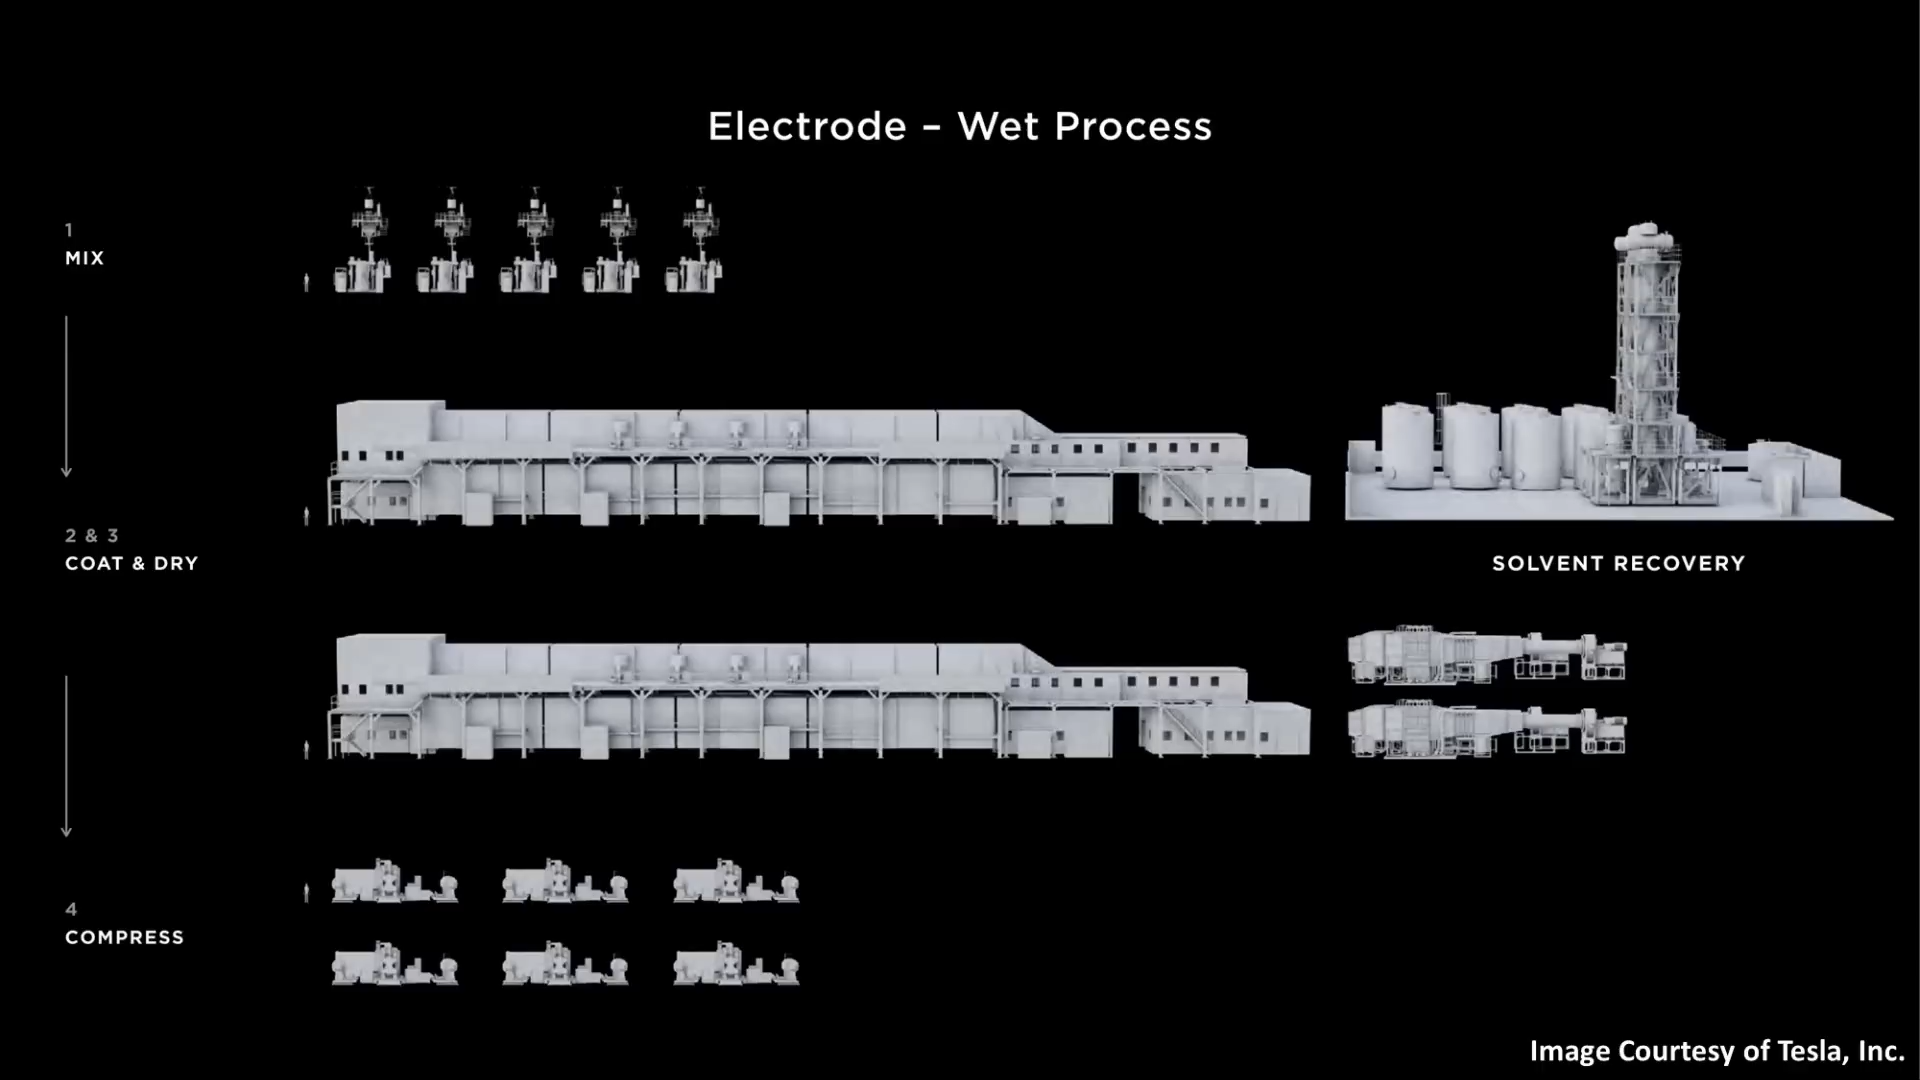 Electrode – Wet Process
1
MIX
2 & 3
COAT & DRY
SOLVENT RECOVERY
4
COMPRESS
Image Courtesy of Tesla, Inc.